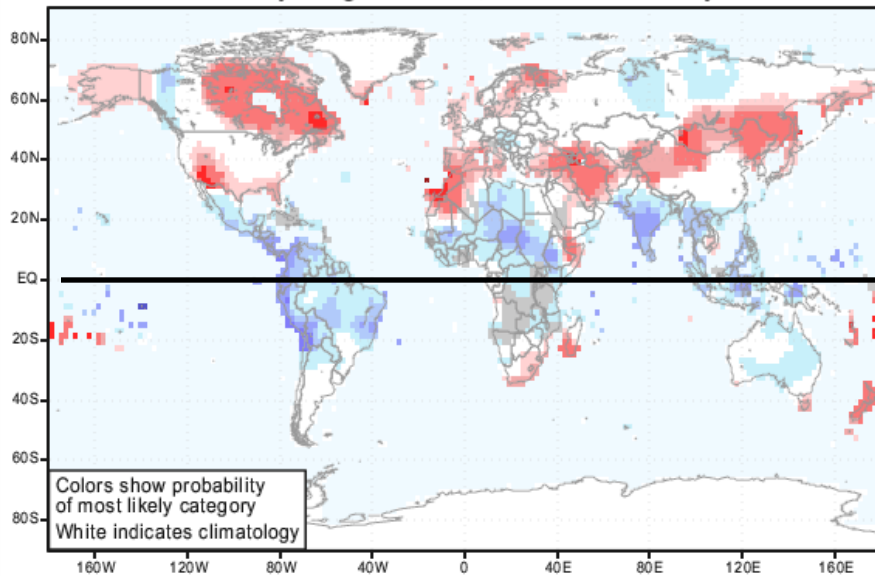 80N
60N
40N
20N
EQ
20S
40S
60S
80S
Colors show probability
of most likely category
White indicates climatology
160W 120W 80W 40W 0 40E 80E 120E 160E